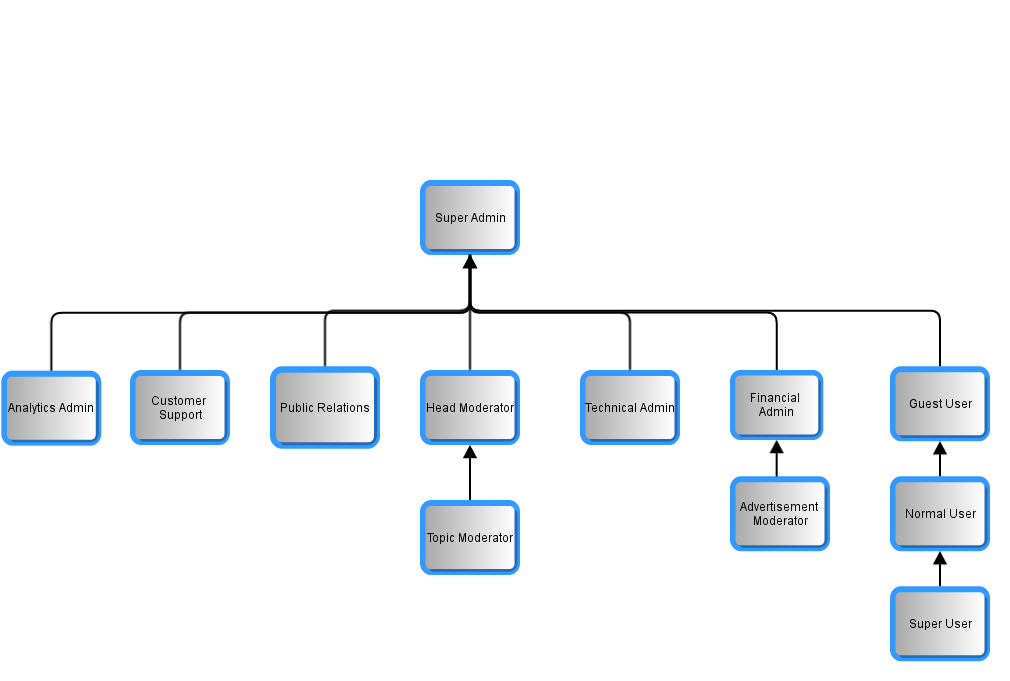 Super Admin
Analytics Admin
Customer
Support
Public Relations
Head Moderator
Technical Admin
Financial
Admin
Guest User
Advertisement
Moderator
Normal User
Topic Moderator
Super User